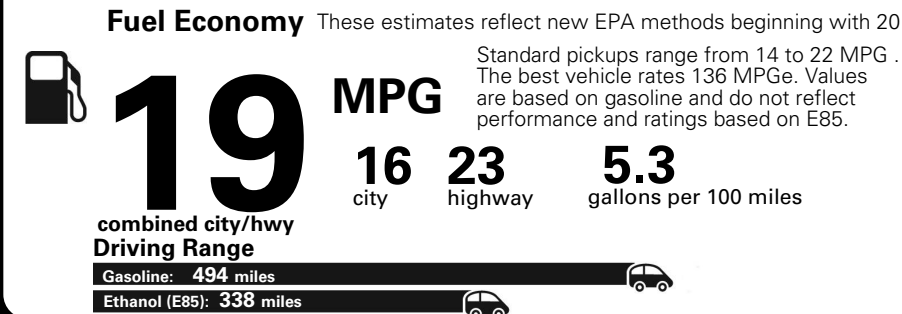 Fuel Economy These estimates reflect new EPA methods beginning with 20
Standard pickups range from 14 to 22 MPG .
The best vehicle rates 136 MPGe. Values
are based on gasoline and do not reflect
performance and ratings based on E85.
19 MPG
16 23 5.3
city highway gallons per 100 miles
combined city/hwy
Driving Range
Gasoline: 494 miles
Ethanol (E85): 338 miles